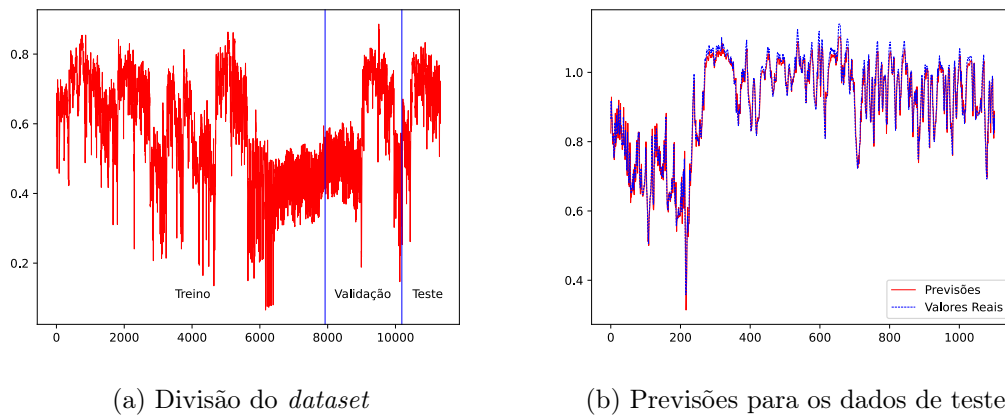 0.8
0.6
0.4
0.2
Treino
Validação
Teste
0
2000
4000
6000
8000
10000
1.0
0.8
0.6
0.4
Previsões
Valores Reais
0
200
400
600
800
1000
(a) Divisão do dataset
(b) Previsões para os dados de teste